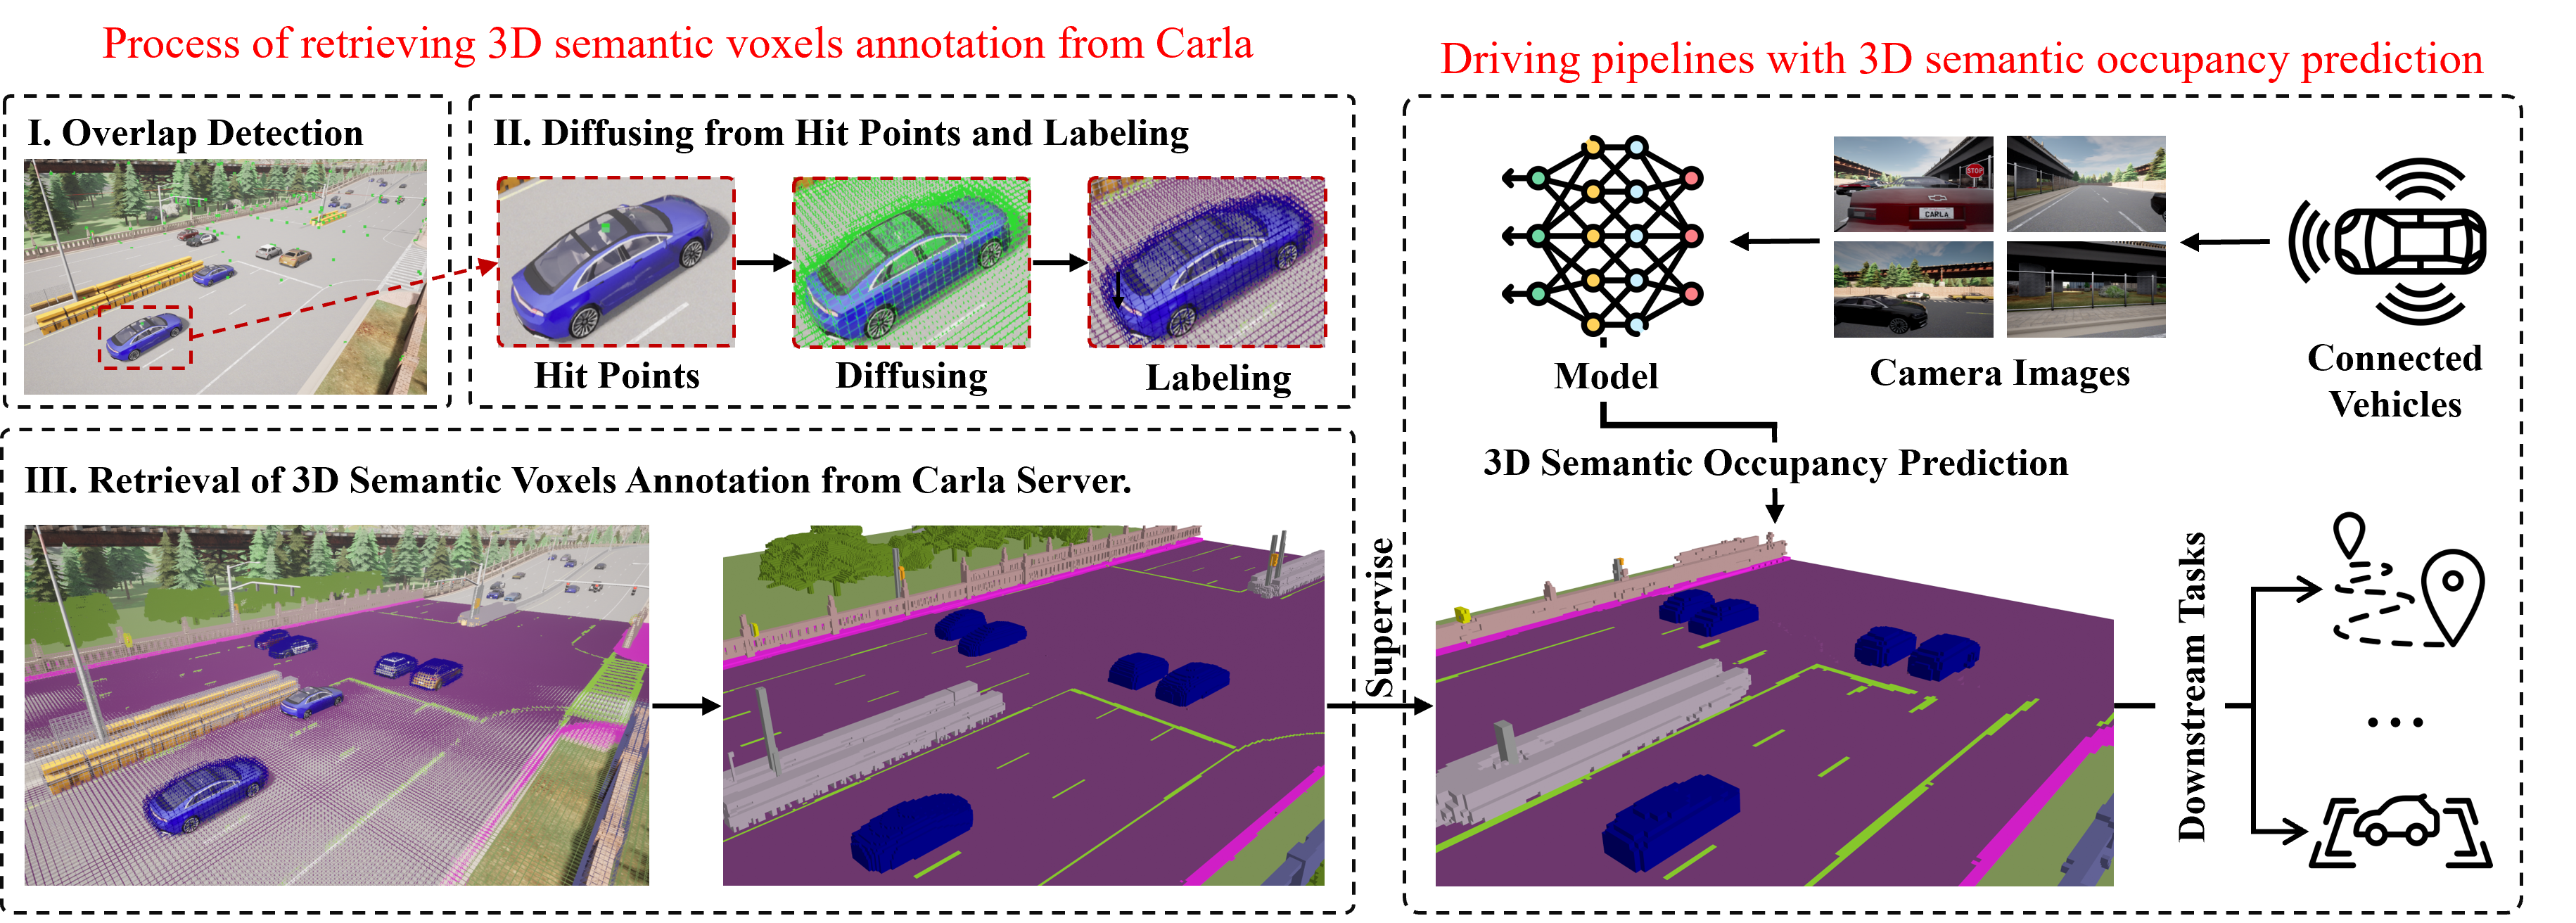 Process of retrieving 3D semantic voxels annotation from Carla
I. Overlap Detection
II. Diffusing from Hit Points and Labeling
Hit Points
Diffusing
Labeling
III. Retrieval of 3D Semantic Voxels Annotation from Carla Server.
Supervise
Driving pipelines with 3D semantic occupancy prediction
STOP
CARLA
Model
Camera Images
Connected
Vehicles
3D Semantic Occupancy Prediction
Downstream Tasks
...